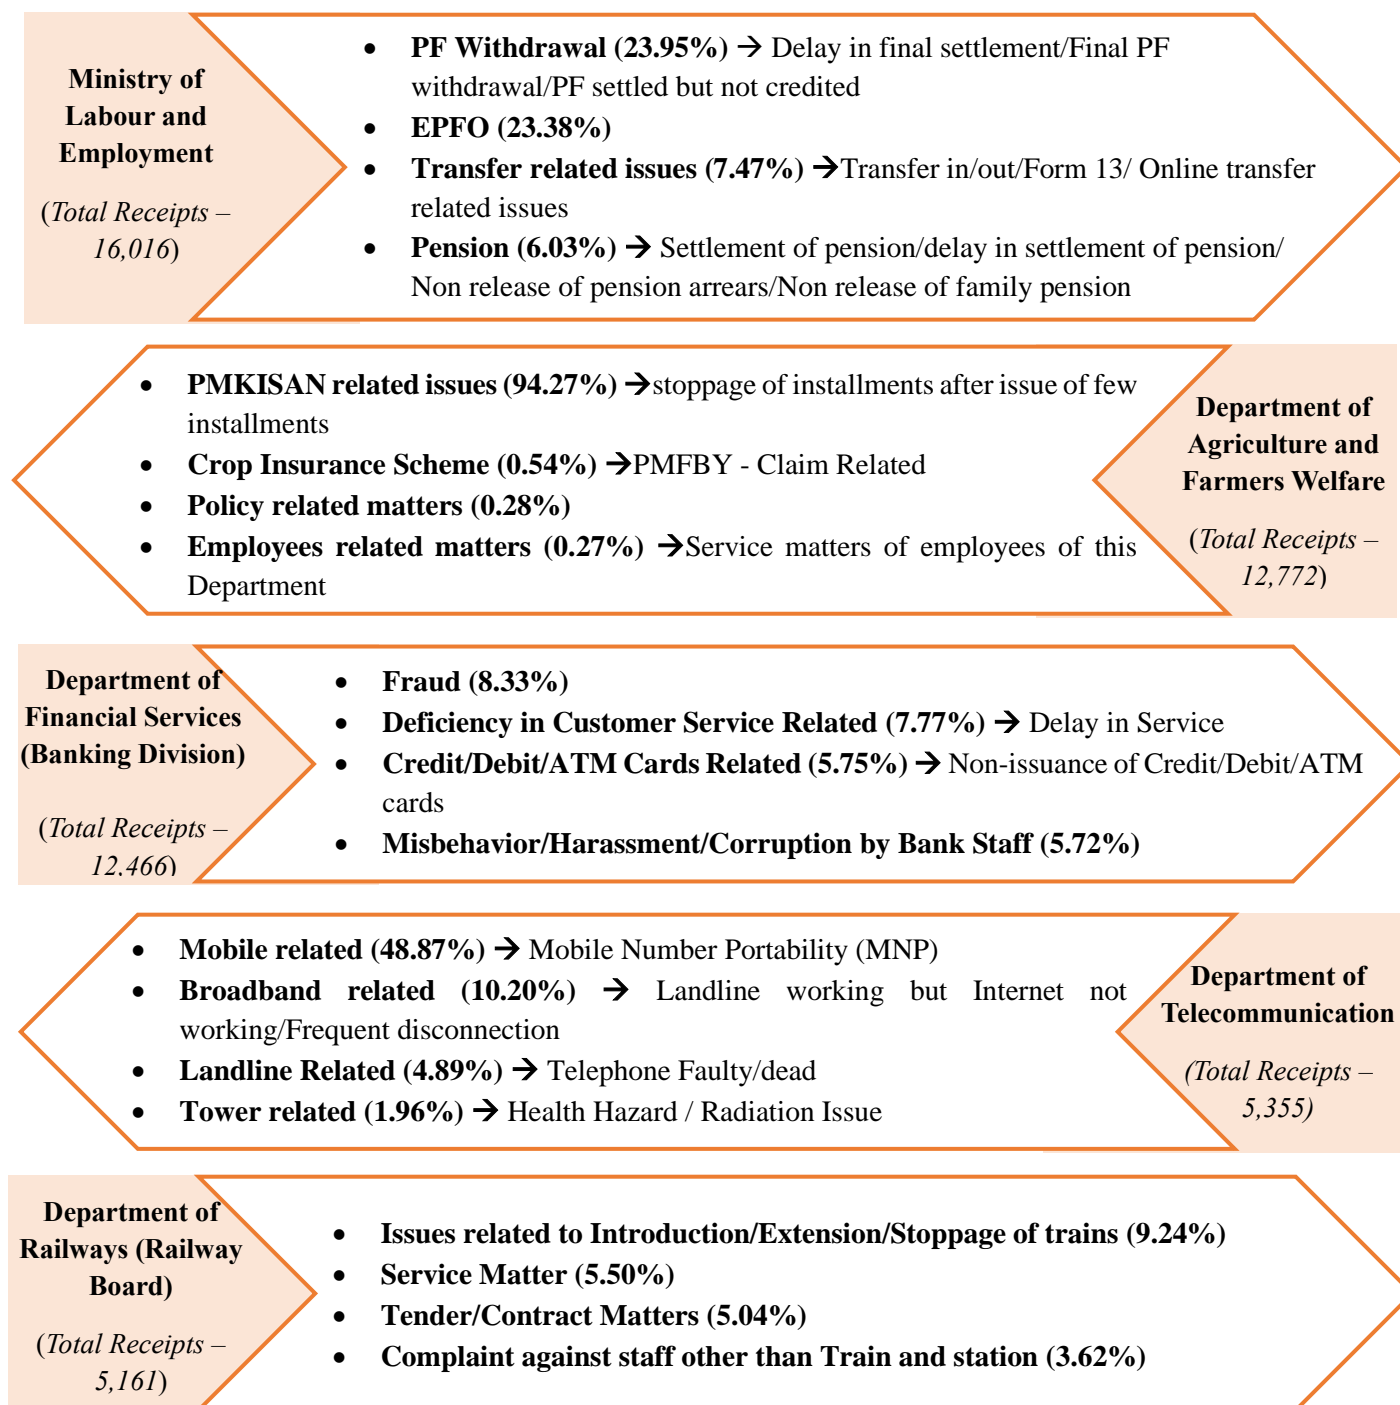 Ministry of
Labour and
Employment
(Total Receipts –
16,016)
• PF Withdrawal (23.95%) → Delay in final settlement/Final PF
withdrawal/PF settled but not credited
• EPFO (23.38%)
• Transfer related issues (7.47%) →Transfer in/out/Form 13/ Online transfer
related issues
• Pension (6.03%) → Settlement of pension/delay in settlement of pension/
Non release of pension arrears/Non release of family pension
• PMKISAN related issues (94.27%) →stoppage of installments after issue of few
installments
• Crop Insurance Scheme (0.54%) →PMFBY - Claim Related
• Policy related matters (0.28%)
• Employees related matters (0.27%) →Service matters of employees of this
Department
Department of
Agriculture and
Farmers Welfare
(Total Receipts –
12,772)
Department of
Financial Services
(Banking Division)
(Total Receipts –
12,466)
• Fraud (8.33%)
• Deficiency in Customer Service Related (7.77%) → Delay in Service
• Credit/Debit/ATM Cards Related (5.75%) → Non-issuance of Credit/Debit/ATM
cards
• Misbehavior/Harassment/Corruption by Bank Staff (5.72%)
• Mobile related (48.87%) → Mobile Number Portability (MNP)
• Broadband related (10.20%) → Landline working but Internet not
working/Frequent disconnection
• Landline Related (4.89%) → Telephone Faulty/dead
• Tower related (1.96%) → Health Hazard / Radiation Issue
Department of
Telecommunication
(Total Receipts –
5,355)
Department of
Railways (Railway
Board)
(Total Receipts –
5,161)
• Issues related to Introduction/Extension/Stoppage of trains (9.24%)
• Service Matter (5.50%)
• Tender/Contract Matters (5.04%)
• Complaint against staff other than Train and station (3.62%)